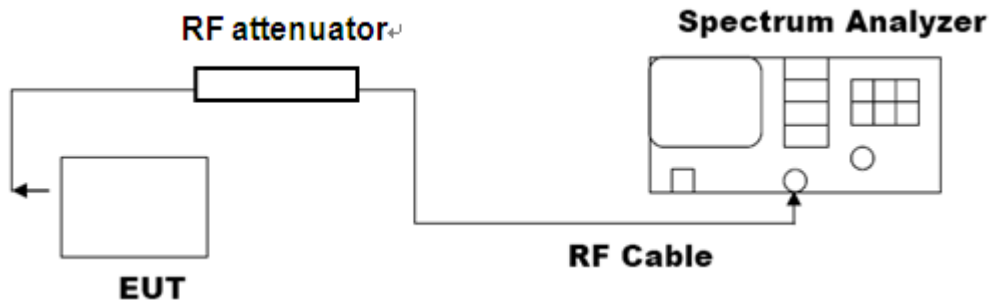 RF attenuator↵
Spectrum Analyzer
RF Cable
EUT